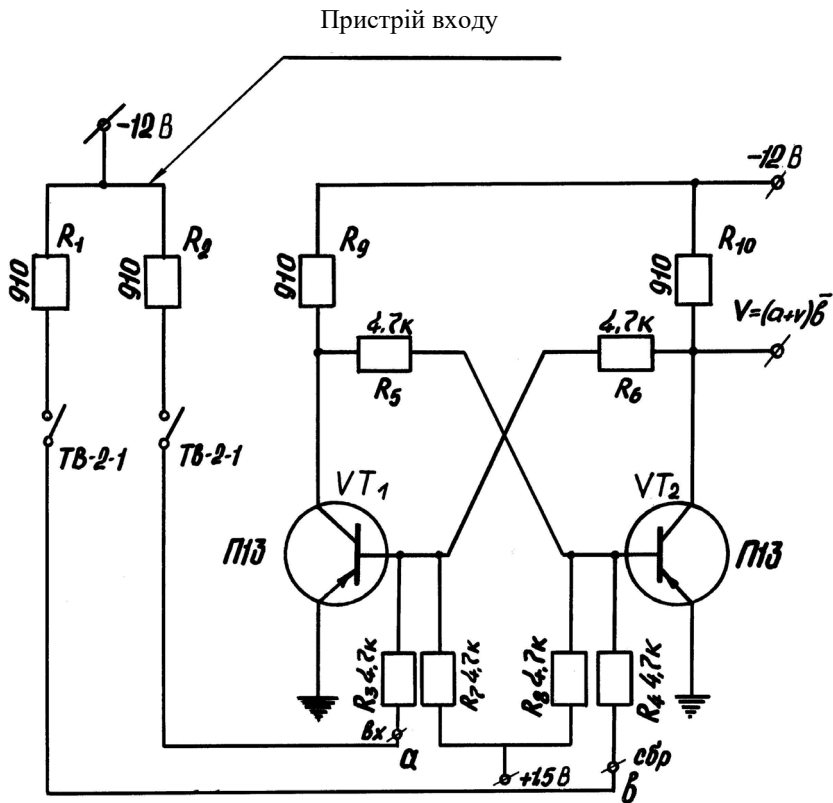 Пристрій входу
-12 В
-12 В
R1
910
R2
910
R9
910
R10
910
V=(a+v)b̅
4,7к
R5
4,7к
R6
ТВ-2-1
ТВ-2-1
VT1
П13
VT2
П13
R3 4,7к
R7 4,7к
R8 4,7к
R4 4,7к
вх
a
+1.5 В
сбр
в